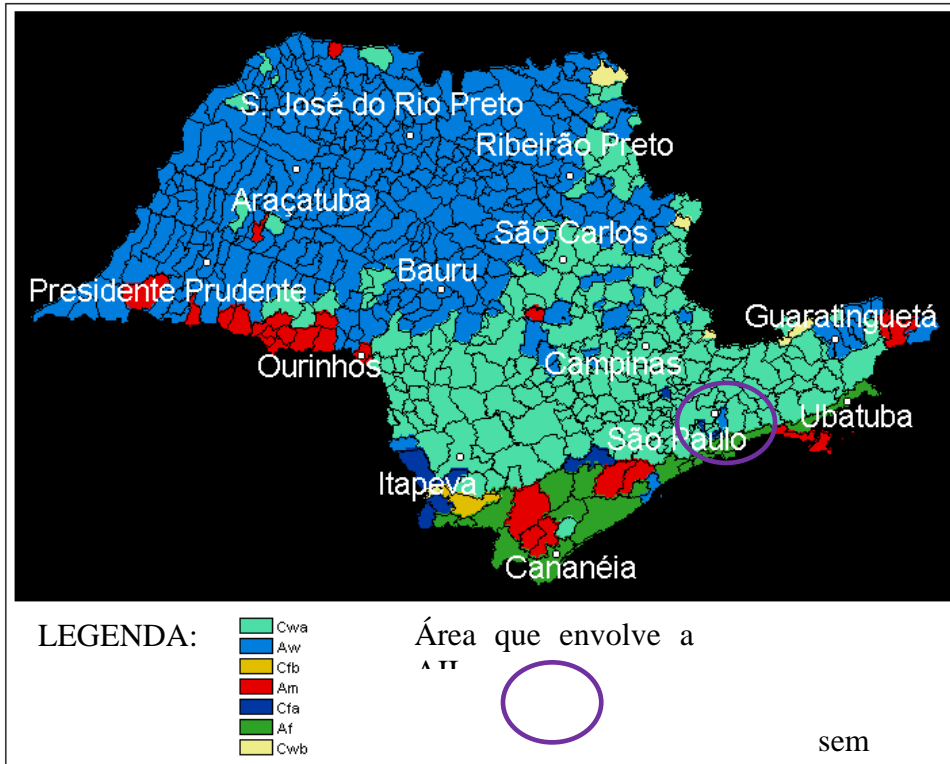 S. José do Rio Preto
Ribeirão Preto
Araçatuba
São Carlos
Bauru
Presidente Prudente
Guaratinguetá
Ourinhos
Campinas
Ubatuba
São Paulo
Itapeva
Cananéia
LEGENDA:
Cwa
Aw
Cfb
Am
Cfa
Af
Cwb
Área que envolve a
sem